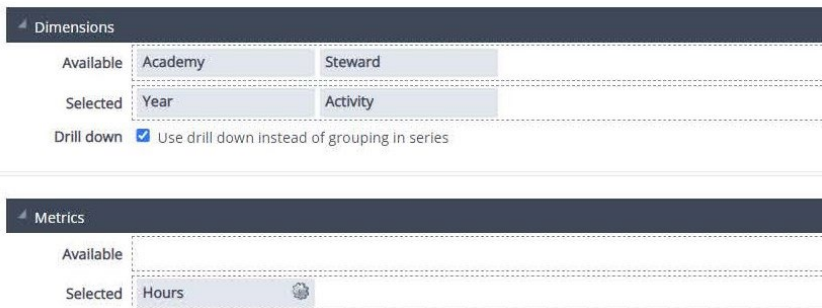 Dimensions
Available Academy Steward
Selected Year Activity
Drill down Use drill down instead of grouping in series
Metrics
Available
Selected Hours